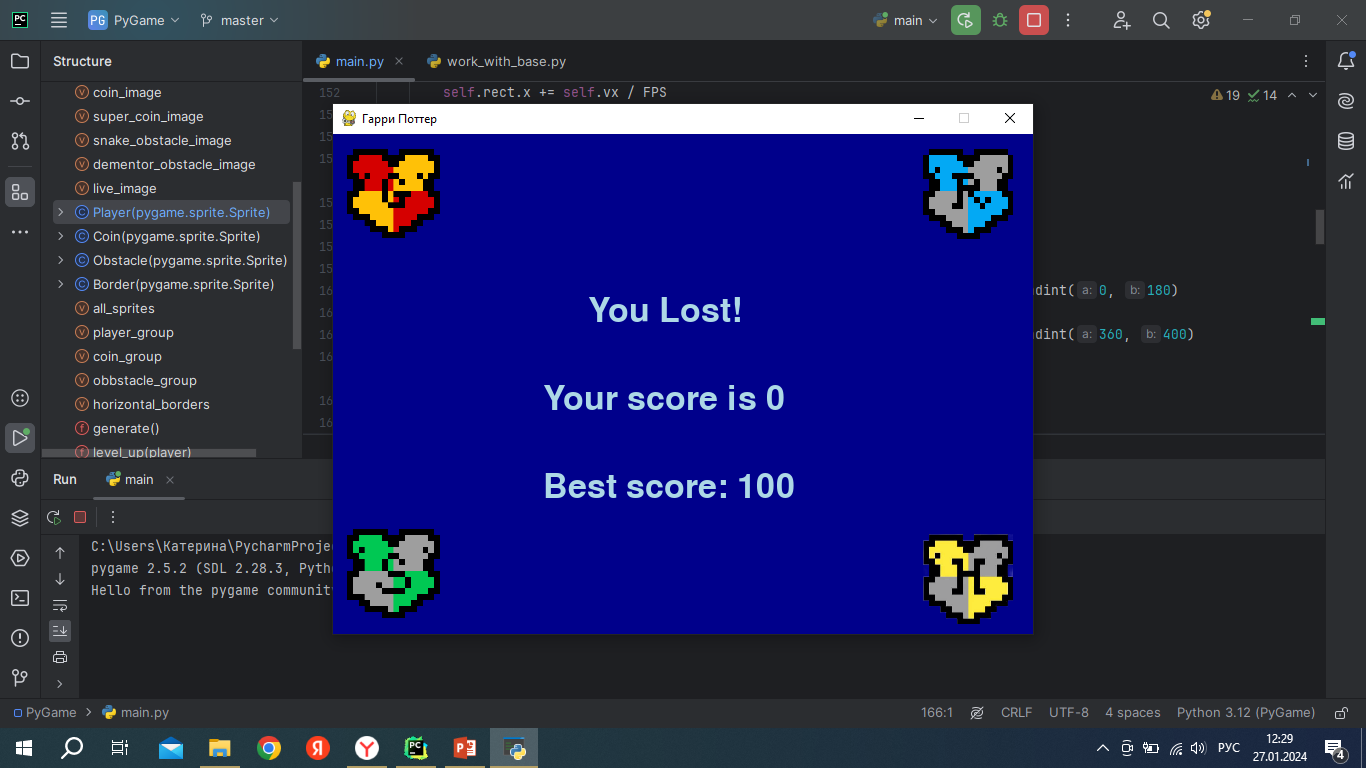 PC
PG PyGame
master
main
Structure
main.py
work_with_base.py
coin_image
super_coin_image
snake_obstacle_image
dementor_obstacle_image
live_image
Player(pygame.sprite.Sprite)
Coin(pygame.sprite.Sprite)
Obstacle(pygame.sprite.Sprite)
Border(pygame.sprite.Sprite)
all_sprites
player_group
coin_group
obbstacle_group
horizontal_borders
generate()
level_up(player)
152 self.rect.x += self.vx / FPS
19 14
a: 0, b: 180)
a: 360, b: 400)
Гарри Поттер
You Lost!
Your score is 0
Best score: 100
Run main
C:\Users\Катерина\PycharmProje
pygame 2.5.2 (SDL 2.28.3, Pyth
Hello from the pygame communit
PyGame > main.py
166:1 CRLF UTF-8 4 spaces Python 3.12 (PyGame)
РУС
12:29
27.01.2024
4